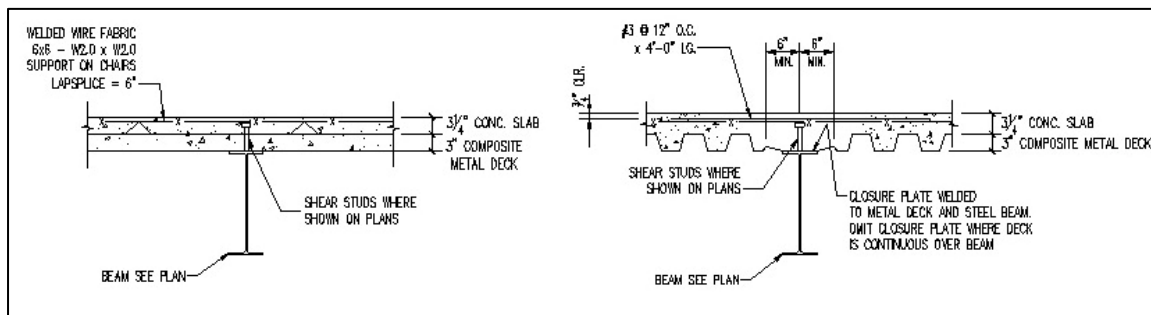 WELDED WIRE FABRIC
6x6 - W2.0 x W2.0
SUPPORT ON CHAIRS
LAPSPLICE = 6"
3¼" CONC. SLAB
3" COMPOSITE
METAL DECK
SHEAR STUDS WHERE
SHOWN ON PLANS
BEAM SEE PLAN
#3 @ 12" O.C.
x 4'-0" LG.
6" 6"
MIN. MIN.
¾" CLR.
3¼" CONC. SLAB
3" COMPOSITE
METAL DECK
SHEAR STUDS WHERE
SHOWN ON PLANS
CLOSURE PLATE WELDED
TO METAL DECK AND STEEL BEAM.
OMIT CLOSURE PLATE WHERE DECK
IS CONTINUOUS OVER BEAM
BEAM SEE PLAN